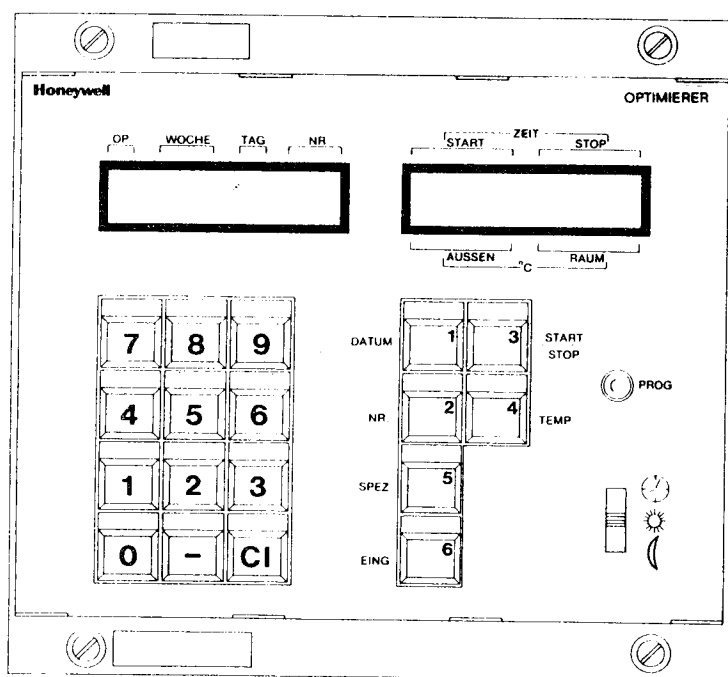 Honeywell
OPTIMIERER
OP WOCHE TAG NR
ZEIT
START STOP
AUSSEN RAUM
°C
7 8 9
4 5 6
1 2 3
0 - Cl
DATUM 1 3 START STOP
NR. 2 4 TEMP
SPEZ 5
EING 6
PROG